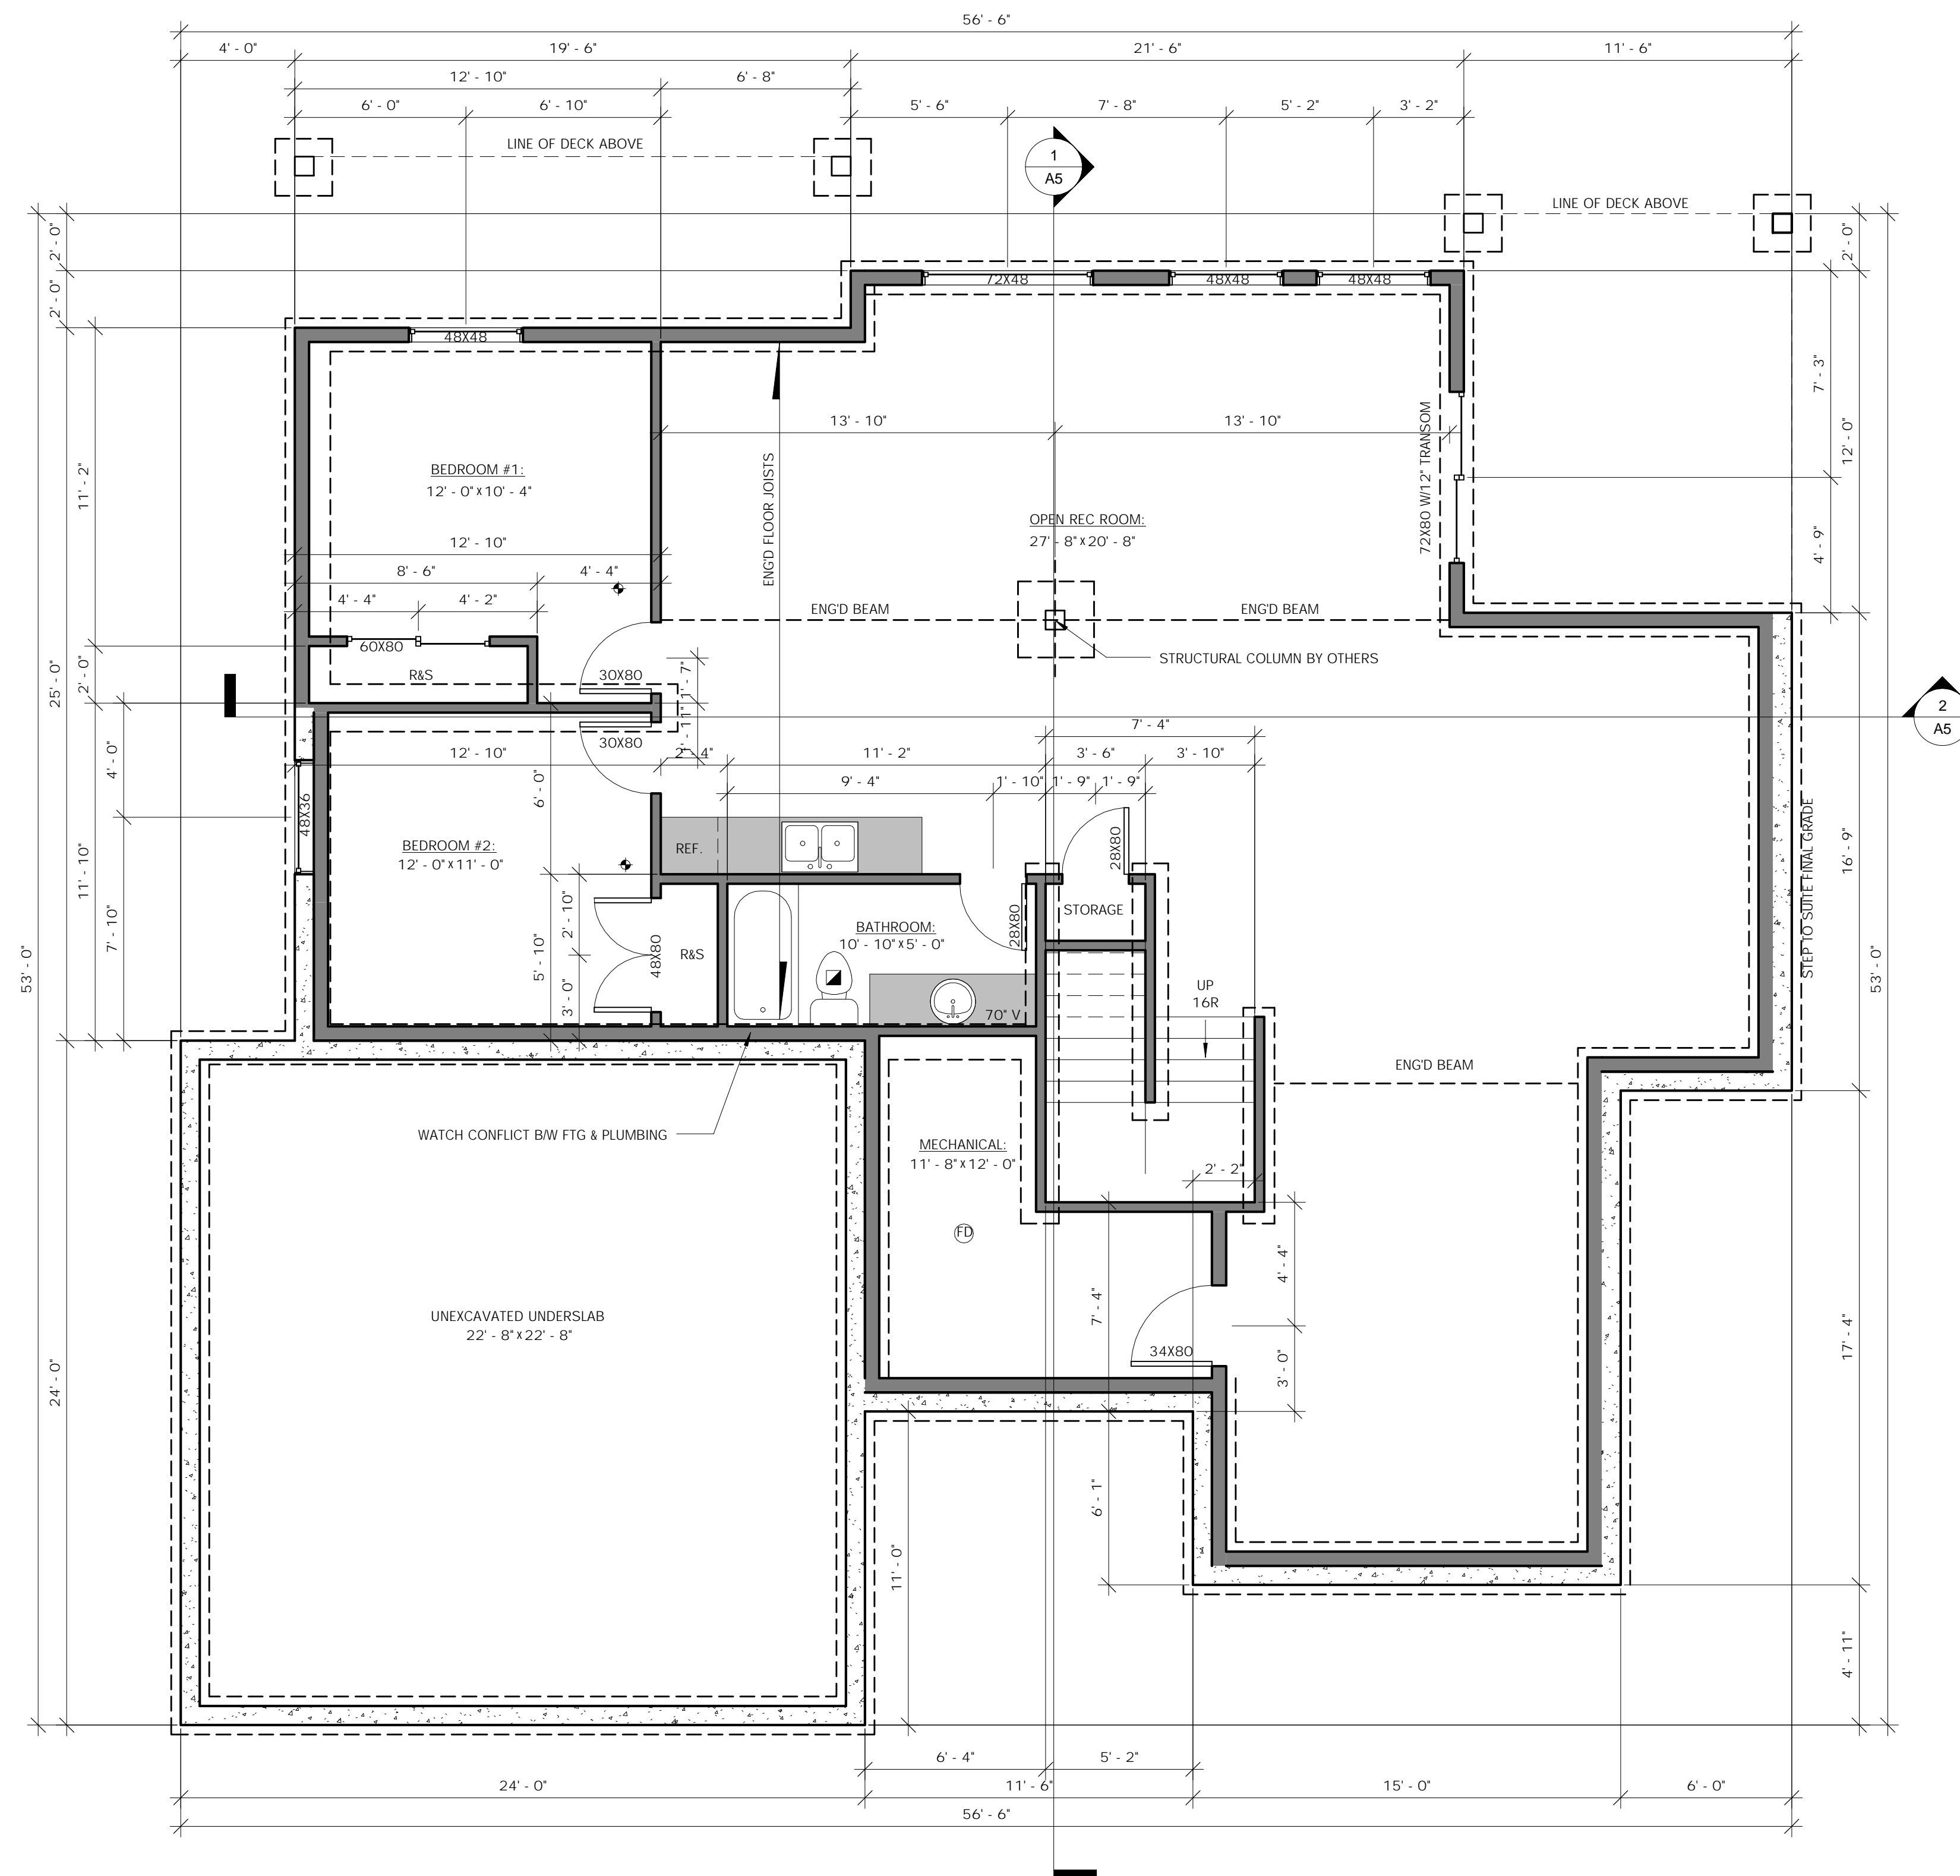 56' - 6"
4' - 0"
19' - 6"
21' - 6"
11' - 6"
12' - 10"
6' - 8"
6' - 0"
6' - 10"
5' - 6"
7' - 8"
5' - 2"
3' - 2"
LINE OF DECK ABOVE
1
A5
LINE OF DECK ABOVE
2' - 0"
2' - 0"
2' - 0"
72X48
48X48
48X48
48X48
7' - 3"
12' - 0"
4' - 9"
13' - 10"
13' - 10"
72X80 W/12" TRANSOM
11' - 2"
BEDROOM #1:
12' - 0" x 10' - 4"
ENG'D FLOOR JOISTS
OPEN REC ROOM:
27' - 8" x 20' - 8"
12' - 10"
8' - 6"
4' - 4"
4' - 4"
4' - 2"
ENG'D BEAM
ENG'D BEAM
60X80
STRUCTURAL COLUMN BY OTHERS
R&S
30X80
1' - 7"
2' - 0"
25' - 0"
30X80
1' - 11"
2
A5
7' - 4"
12' - 10"
2' - 4"
11' - 2"
3' - 6"
3' - 10"
4' - 0"
6' - 0"
9' - 4"
1' - 10"
1' - 9"
1' - 9"
48X36
BEDROOM #2:
12' - 0" x 11' - 0"
REF.
28X80
STEP TO SUITE FINAL GRADE
16' - 9"
11' - 10"
7' - 10"
2' - 10"
5' - 10"
3' - 0"
48X80
R&S
BATHROOM:
10' - 10" x 5' - 0"
28X80
STORAGE
53' - 0"
53' - 0"
UP
16R
70" V
ENG'D BEAM
WATCH CONFLICT B/W FTG & PLUMBING
MECHANICAL:
11' - 8" x 12' - 0"
2' - 2"
FD
4' - 4"
7' - 4"
34X80
3' - 0"
17' - 4"
UNEXCAVATED UNDERSLAB
22' - 8" x 22' - 8"
24' - 0"
6' - 1"
11' - 0"
4' - 11"
6' - 4"
5' - 2"
24' - 0"
11' - 6"
15' - 0"
6' - 0"
56' - 6"